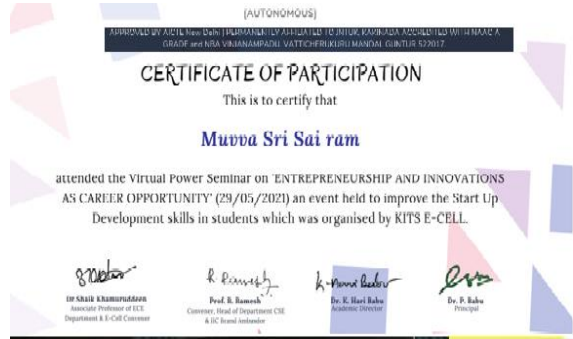 [AUTONOMOUS]
APPROVED BY AICTE New Delhi | PERMANENTLY AFFILIATED TO JNTUK, KAKINADA ACCREDITED WITH NAAC A
GRADE and NBA VINJANAMPADU, VATTICHERUKURU MANDAL GUNTUR 522017.
CERTIFICATE OF PARTICIPATION
This is to certify that
Muvva Sri Sai ram
attended the Virtual Power Seminar on 'ENTREPRENEURSHIP AND INNOVATIONS
AS CAREER OPPORTUNITY' (29/05/2021) an event held to improve the Start Up
Development skills in students which was organised by KITS E-CELL.
Dr Shaik Khamuruddeen
Associate Professor of ECE
Department & E-Cell Convener
Prof. B. Ramesh
Convener, Head of Department CSE
& IIC Brand Ambassador
Dr. K. Hari Babu
Academic Director
Dr. P. Babu
Principal